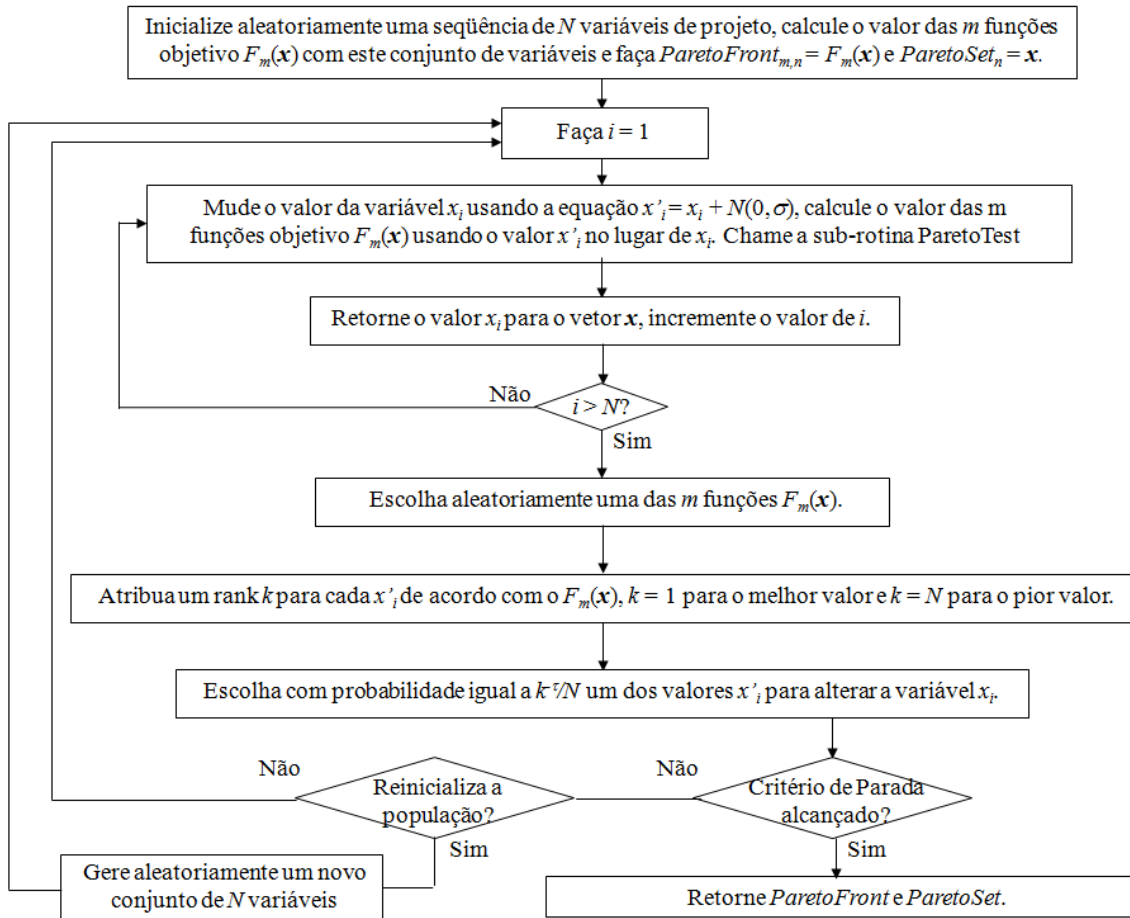 Inicialize aleatoriamente uma seqüência de N variáveis de projeto, calcule o valor das m funções
objetivo Fm(x) com este conjunto de variáveis e faça ParetoFrontm,n = Fm(x) e ParetoSetn = x.
Faça i = 1
Mude o valor da variável xi usando a equação x'i = xi + N(0, σ), calcule o valor das m
funções objetivo Fm(x) usando o valor x'i no lugar de xi. Chame a sub-rotina ParetoTest
Retorne o valor xi para o vetor x, incremente o valor de i.
Não
i > N?
Sim
Escolha aleatoriamente uma das m funções Fm(x).
Atribua um rank k para cada x'i de acordo com o Fm(x), k = 1 para o melhor valor e k = N para o pior valor.
Escolha com probabilidade igual a k^-τ/N um dos valores x'i para alterar a variável xi.
Não
Reinicializa a
população?
Sim
Não
Critério de Parada
alcançado?
Sim
Gere aleatoriamente um novo
conjunto de N variáveis
Retorne ParetoFront e ParetoSet.